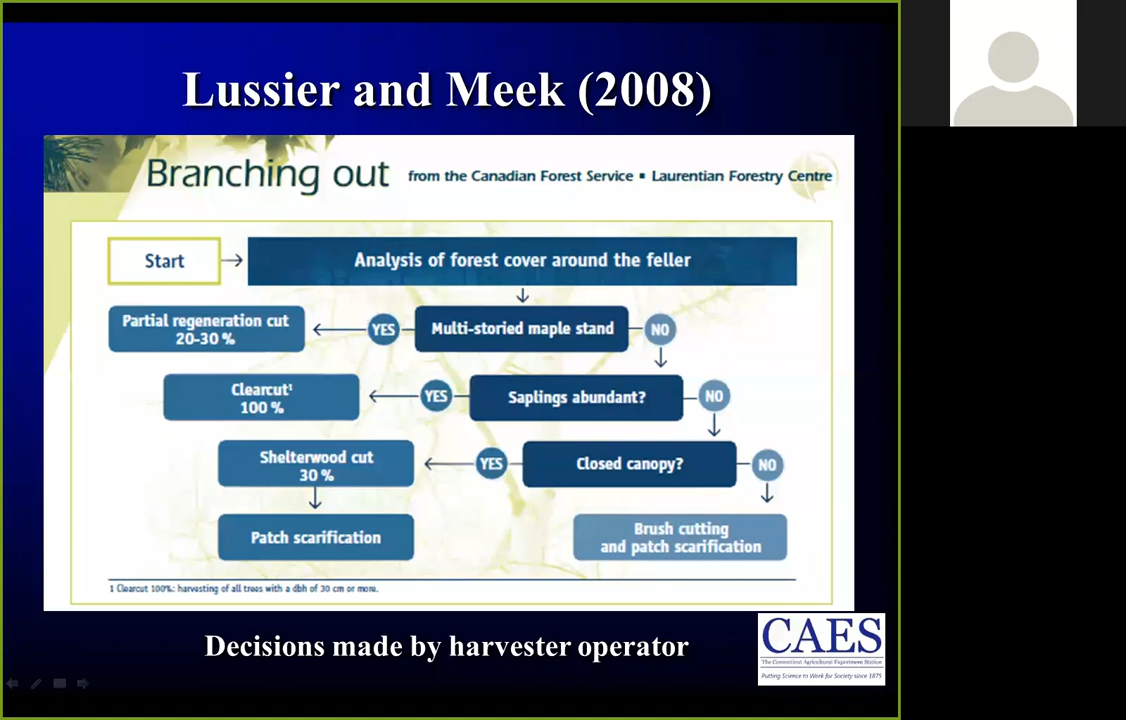 Lussier and Meek (2008)
Branching out from the Canadian Forest Service ▪ Laurentian Forestry Centre
Start
Analysis of forest cover around the feller
Partial regeneration cut
20-30 %
YES
Multi-storied maple stand
NO
Clearcut¹
100 %
YES
Saplings abundant?
NO
Shelterwood cut
30 %
YES
Closed canopy?
NO
Patch scarification
Brush cutting
and patch scarification
1 Clearcut 100%: harvesting of all trees with a dbh of 30 cm or more.
Decisions made by harvester operator
CAES
The Connecticut Agricultural Experiment Station
Putting Science to Work for Society since 1875